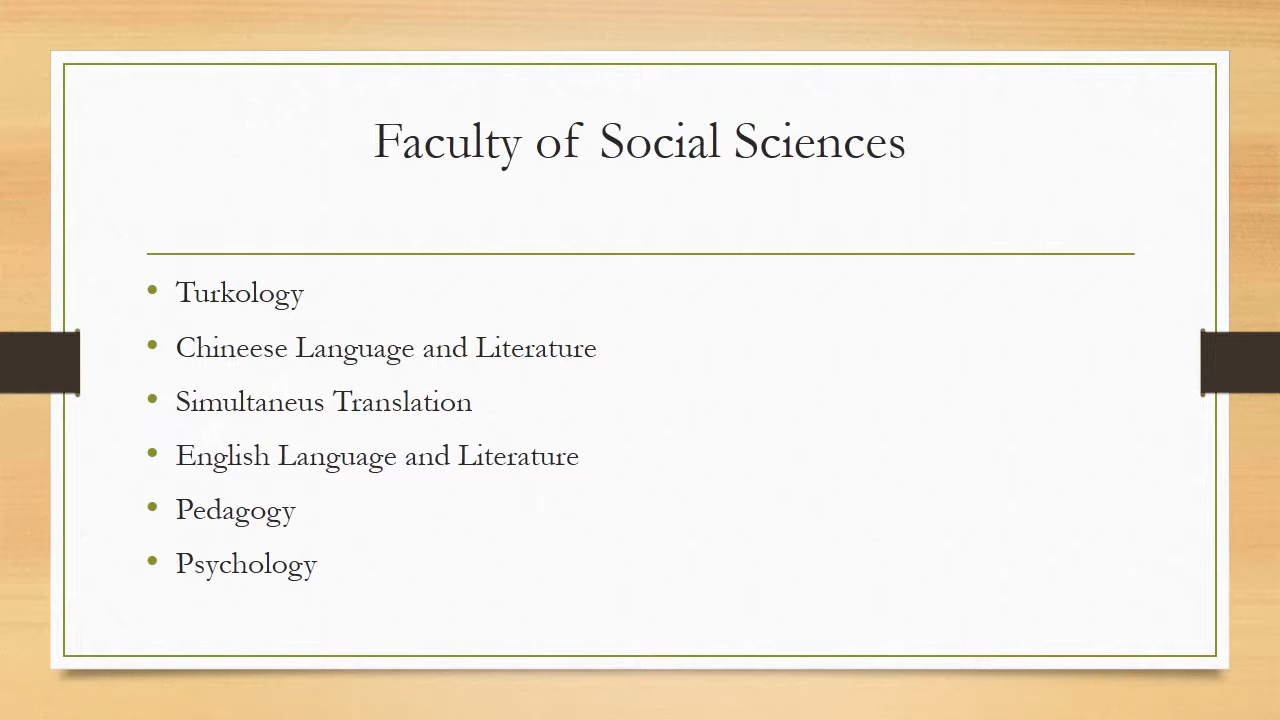 Faculty of Social Sciences
• Turkology
• Chineese Language and Literature
• Simultaneus Translation
• English Language and Literature
• Pedagogy
• Psychology